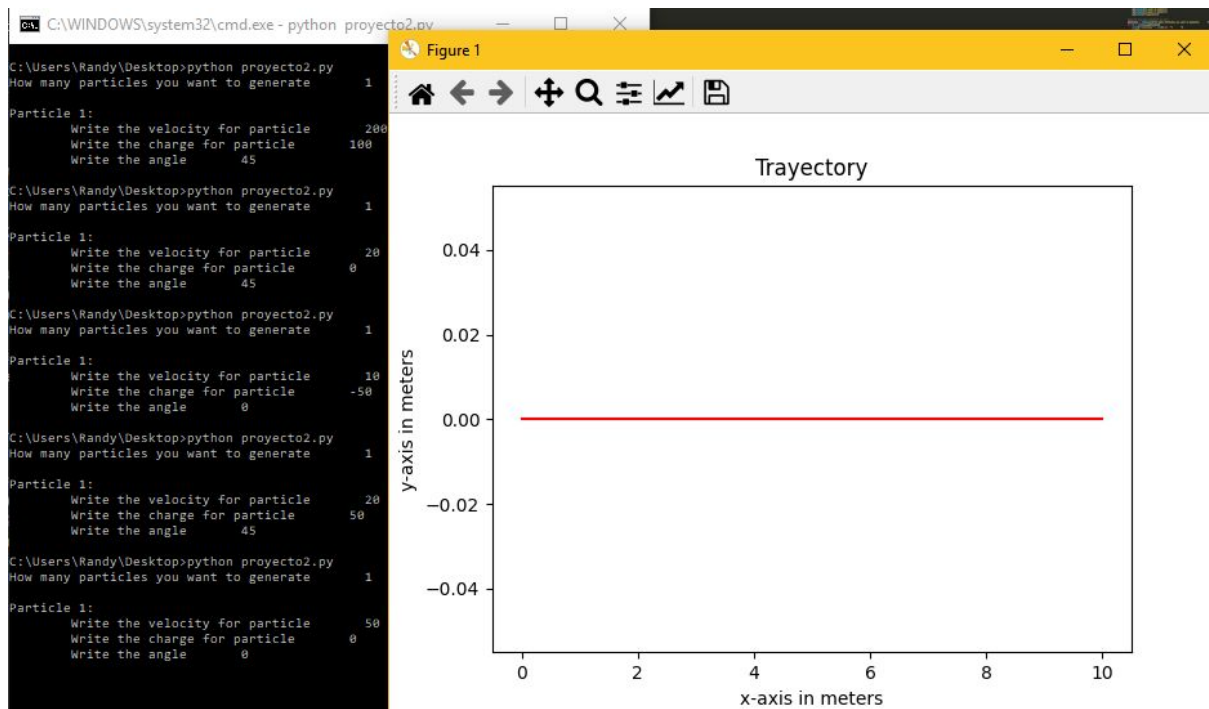 C:\WINDOWS\system32\cmd.exe - python proyecto2.py
C:\Users\Randy\Desktop>python proyecto2.py
How many particles you want to generate 1
Particle 1:
Write the velocity for particle 200
Write the charge for particle 100
Write the angle 45
C:\Users\Randy\Desktop>python proyecto2.py
How many particles you want to generate 1
Particle 1:
Write the velocity for particle 20
Write the charge for particle 0
Write the angle 45
C:\Users\Randy\Desktop>python proyecto2.py
How many particles you want to generate 1
Particle 1:
Write the velocity for particle 10
Write the charge for particle -50
Write the angle 0
C:\Users\Randy\Desktop>python proyecto2.py
How many particles you want to generate 1
Particle 1:
Write the velocity for particle 20
Write the charge for particle 50
Write the angle 45
C:\Users\Randy\Desktop>python proyecto2.py
How many particles you want to generate 1
Particle 1:
Write the velocity for particle 50
Write the charge for particle 0
Write the angle 0
Figure 1
Trayectory
0.04
0.02
0.00
−0.02
−0.04
y-axis in meters
0 2 4 6 8 10
x-axis in meters